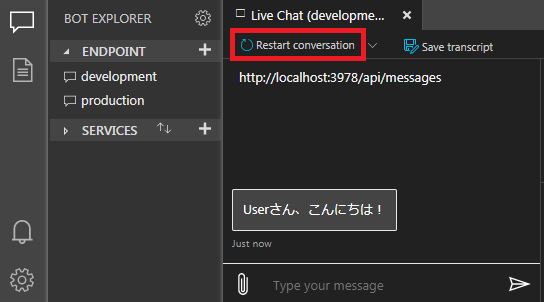 BOT EXPLORER
ENDPOINT
development
production
SERVICES
Live Chat (developme...
Restart conversation
Save transcript
http://localhost:3978/api/messages
Userさん、こんにちは！
Just now
Type your message